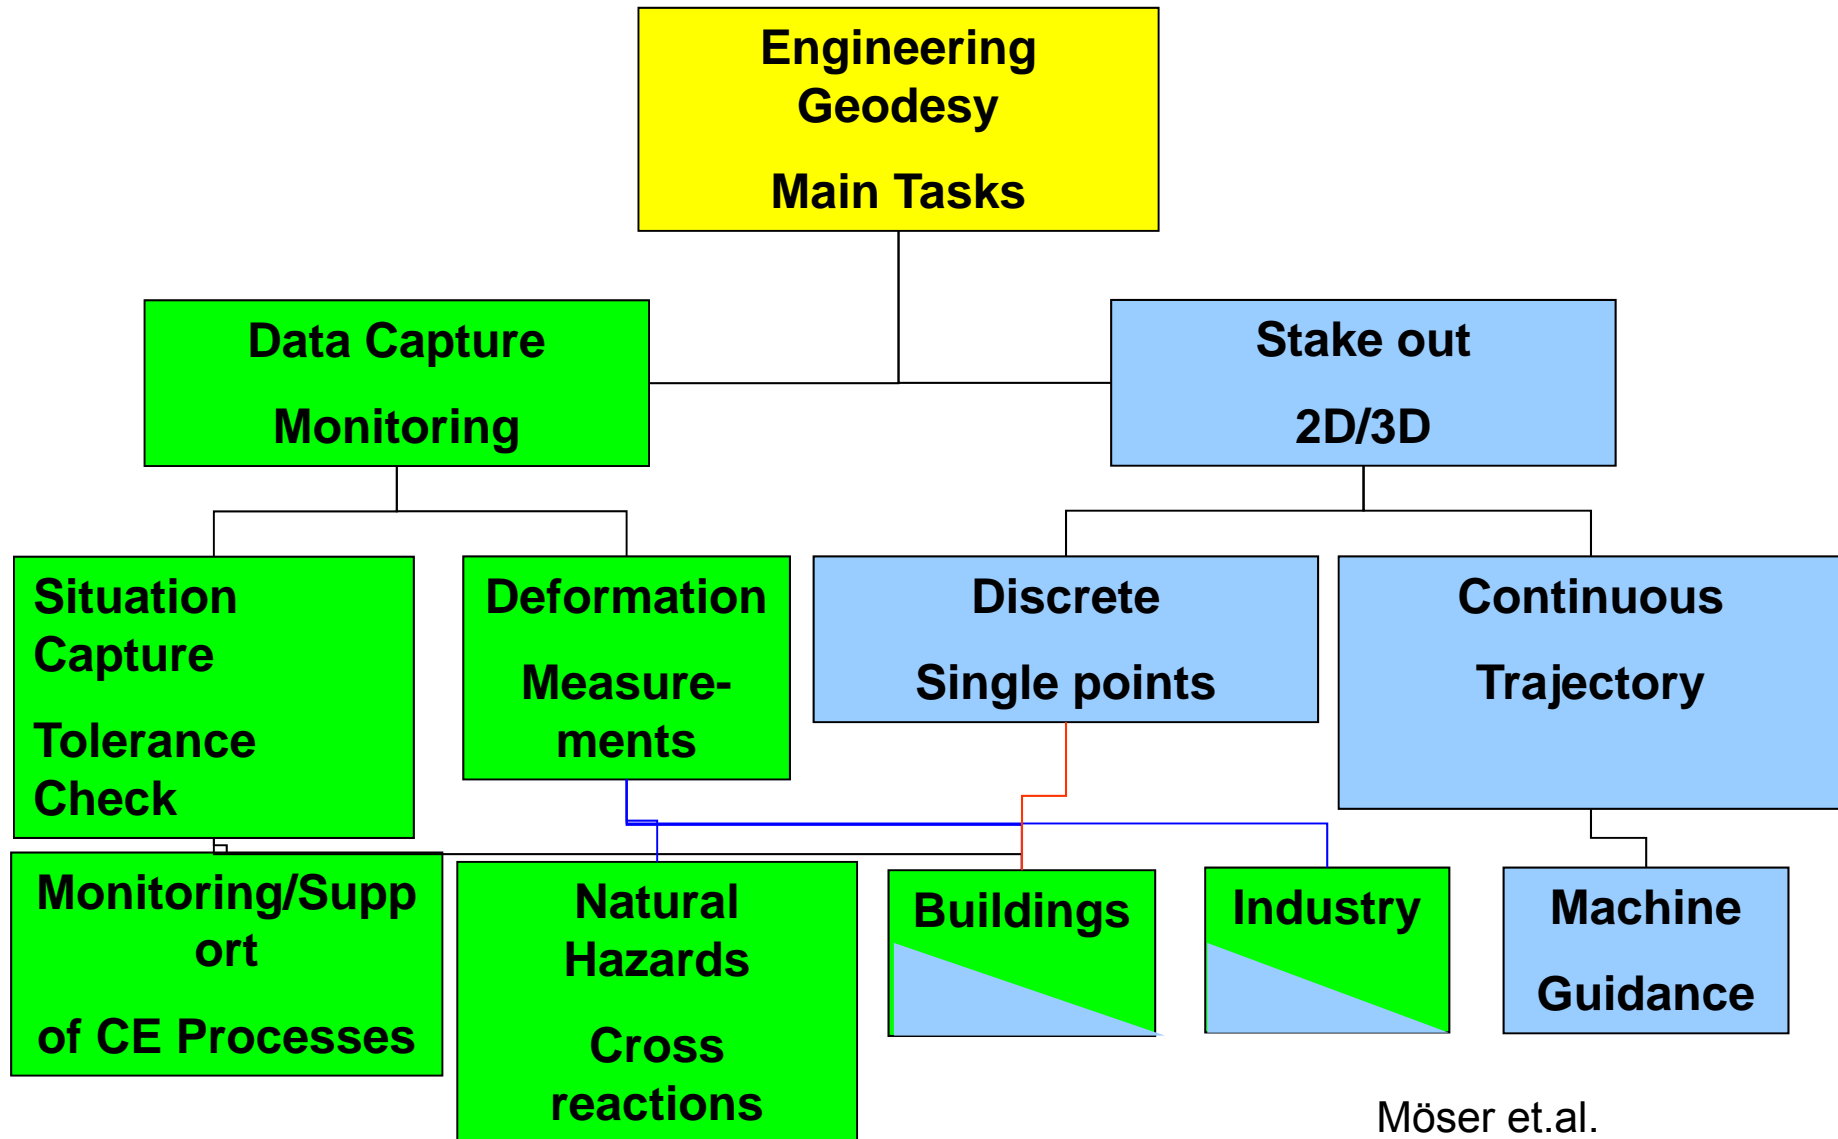 Engineering
Geodesy
Main Tasks
Data Capture
Monitoring
Stake out
2D/3D
Situation
Capture
Tolerance
Check
Deformation
Measure-
ments
Discrete
Single points
Continuous
Trajectory
Monitoring/Supp
ort
of CE Processes
Natural
Hazards
Cross
reactions
Buildings
Industry
Machine
Guidance
Möser et.al.